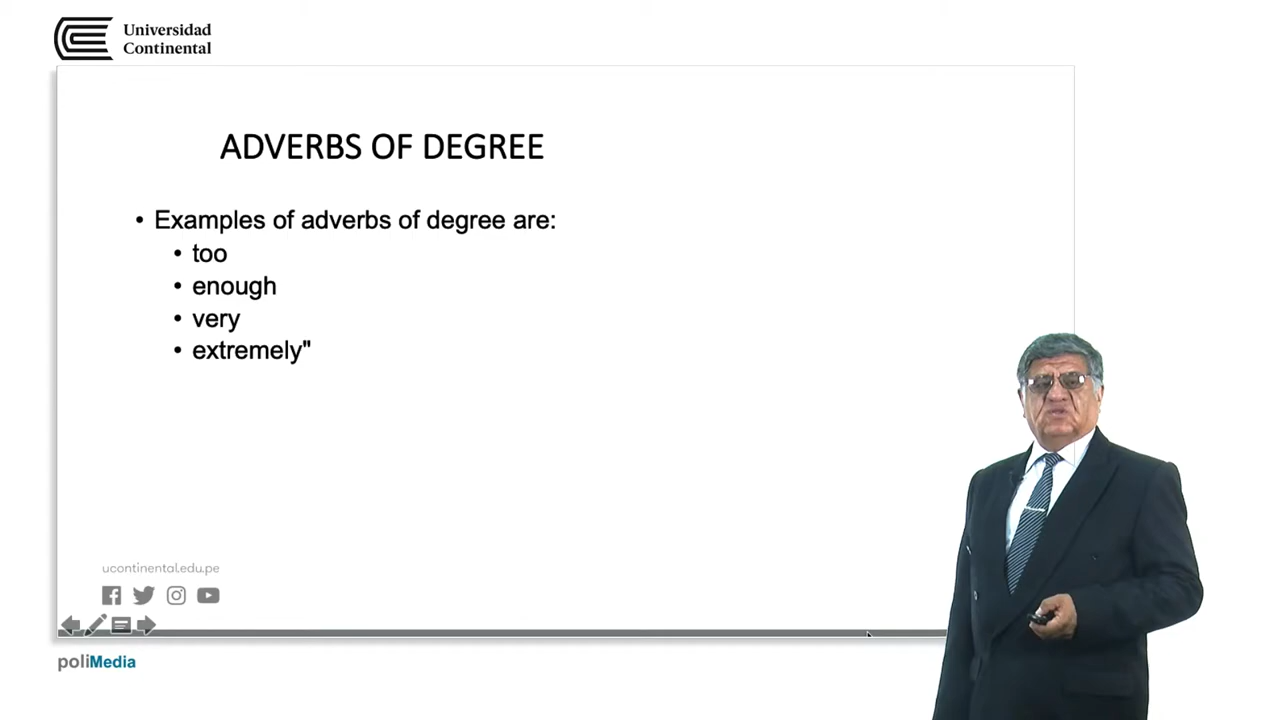 Universidad
Continental
ADVERBS OF DEGREE
• Examples of adverbs of degree are:
• too
• enough
• very
• extremely"
ucontinental.edu.pe
poliMedia